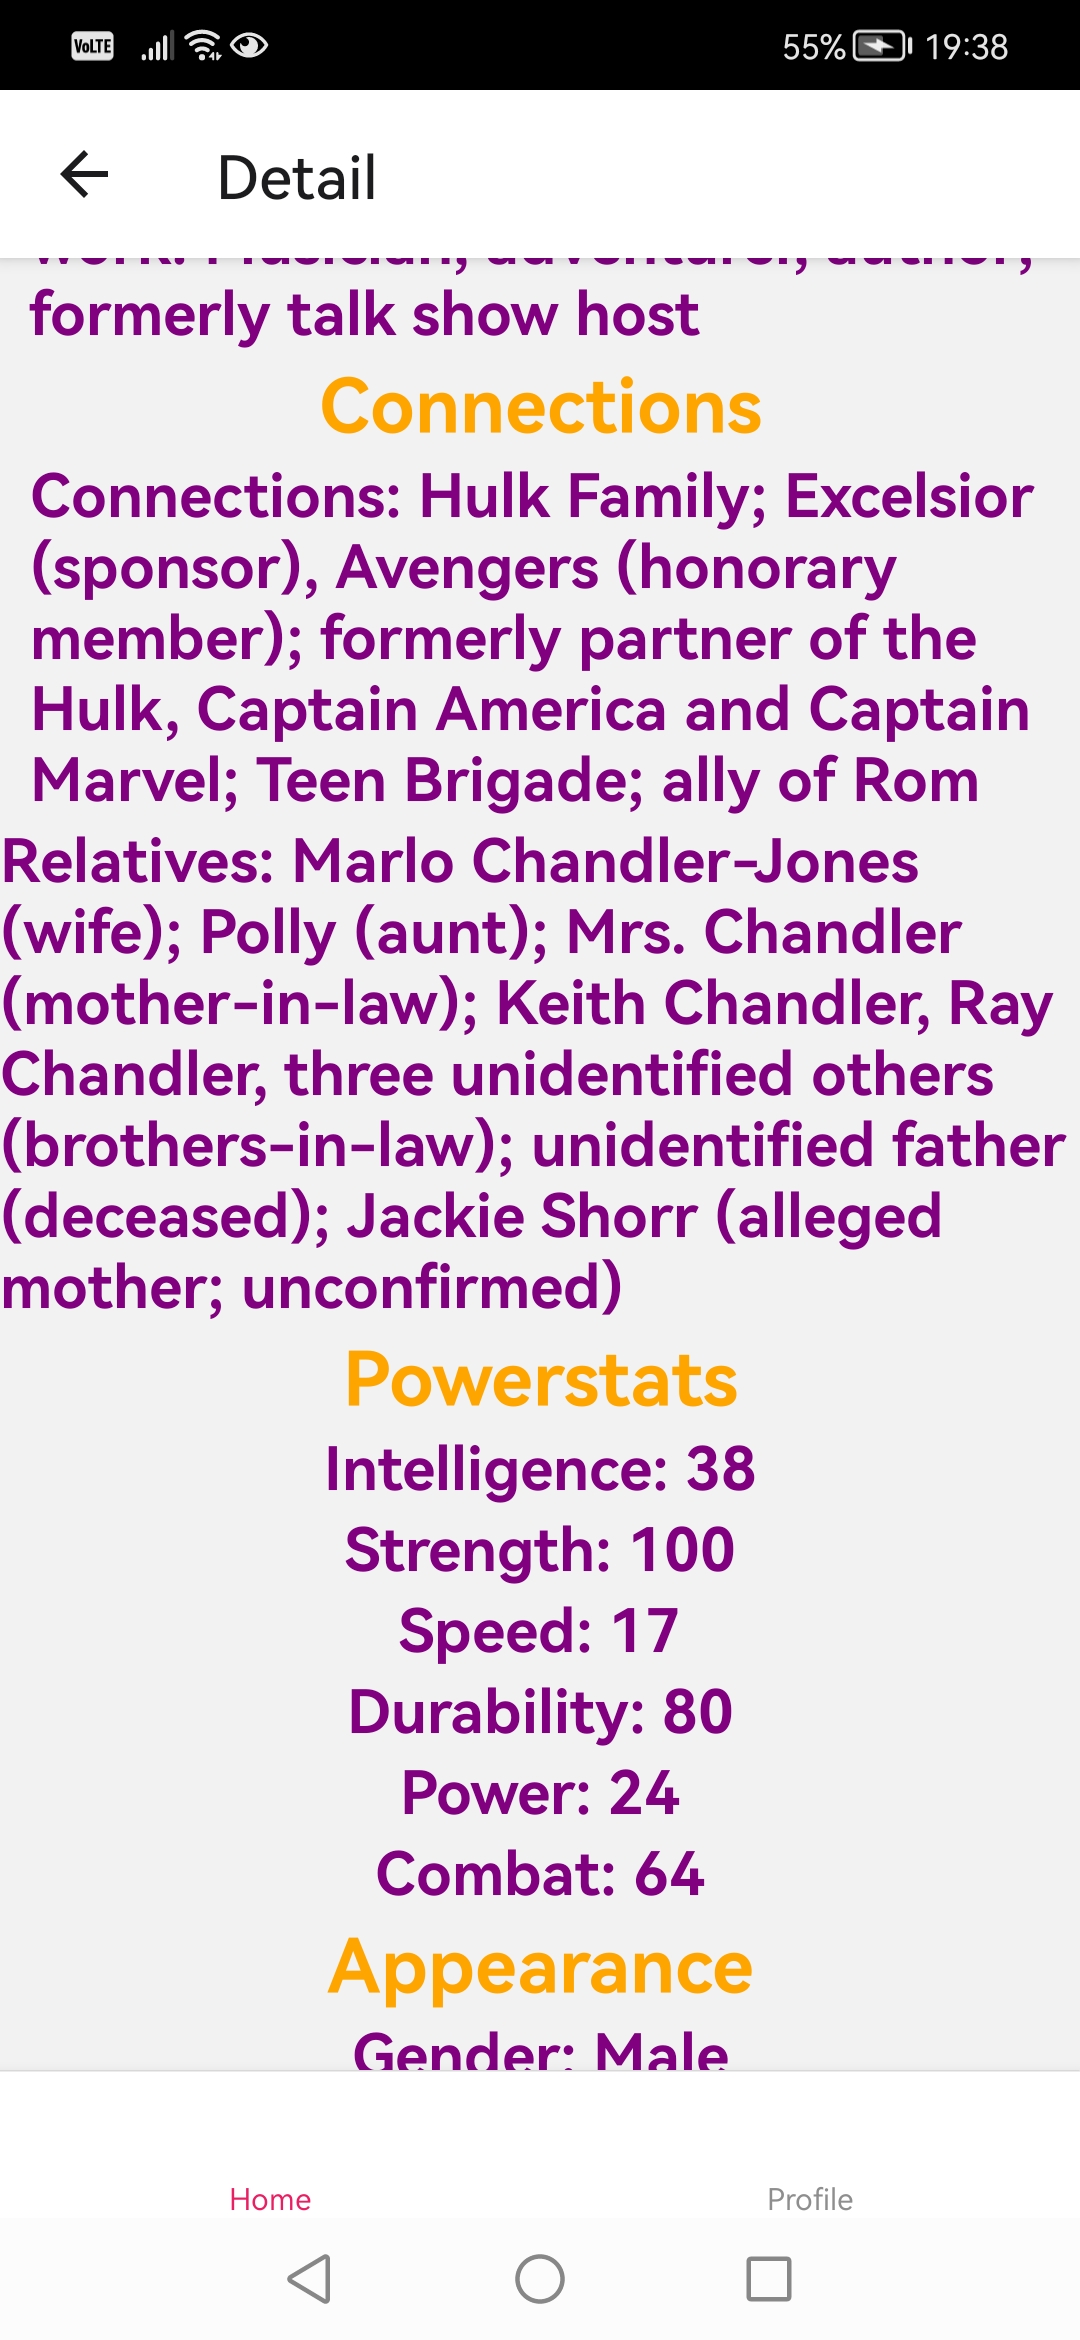 VoLTE 55% 19:38
Detail
work: Musician, adventurer, author,
formerly talk show host
Connections
Connections: Hulk Family; Excelsior
(sponsor), Avengers (honorary
member); formerly partner of the
Hulk, Captain America and Captain
Marvel; Teen Brigade; ally of Rom
Relatives: Marlo Chandler-Jones
(wife); Polly (aunt); Mrs. Chandler
(mother-in-law); Keith Chandler, Ray
Chandler, three unidentified others
(brothers-in-law); unidentified father
(deceased); Jackie Shorr (alleged
mother; unconfirmed)
Powerstats
Intelligence: 38
Strength: 100
Speed: 17
Durability: 80
Power: 24
Combat: 64
Appearance
Gender: Male
Home Profile